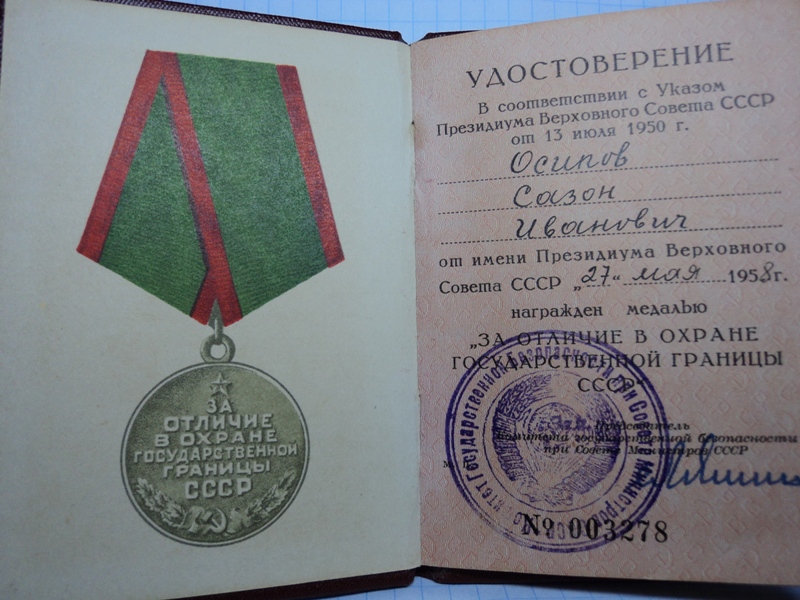 ЗА
ОТЛИЧИЕ
В ОХРАНЕ
ГОСУДАРСТВЕННОЙ
ГРАНИЦЫ
СССР
УДОСТОВЕРЕНИЕ
В соответствии с Указом
Президиума Верховного Совета СССР
от 13 июля 1950 г.
Осипов
Сазон
Иванович
от имени Президиума Верховного
Совета СССР „27“ мая 1958г.
награжден медалью
„ЗА ОТЛИЧИЕ В ОХРАНЕ
ГОСУДАРСТВЕННОЙ ГРАНИЦЫ
СССР“
Зам. Председатель
Комитета государственной безопасности
при Совете Министров СССР
№ 003278